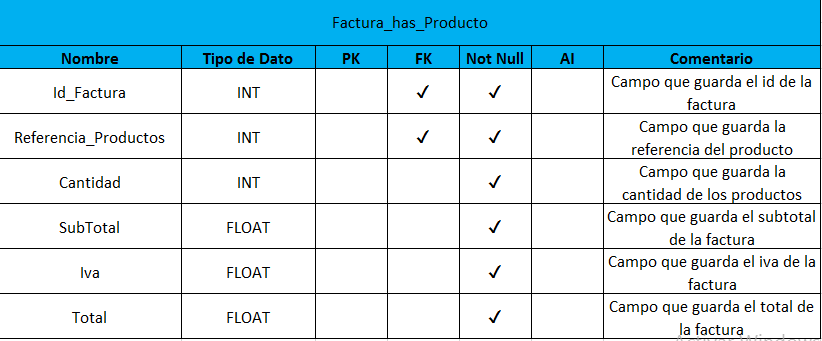 Factura_has_Producto
Nombre Tipo de Dato PK FK Not Null AI Comentario
Id_Factura INT ✓ ✓ Campo que guarda el id de la
factura
Referencia_Productos INT ✓ ✓ Campo que guarda la
referencia del producto
Cantidad INT ✓ Campo que guarda la
cantidad de los productos
SubTotal FLOAT ✓ Campo que guarda el subtotal
de la factura
Iva FLOAT ✓ Campo que guarda el iva de la
factura
Total FLOAT ✓ Campo que guarda el total de
la factura